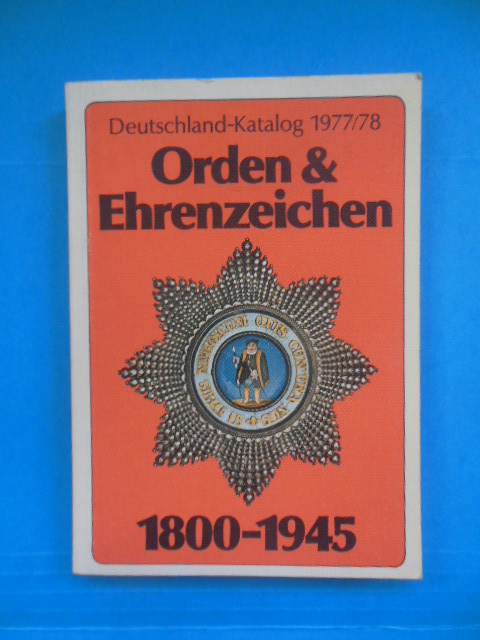 Deutschland-Katalog 1977/78
Orden &
Ehrenzeichen
1800-1945